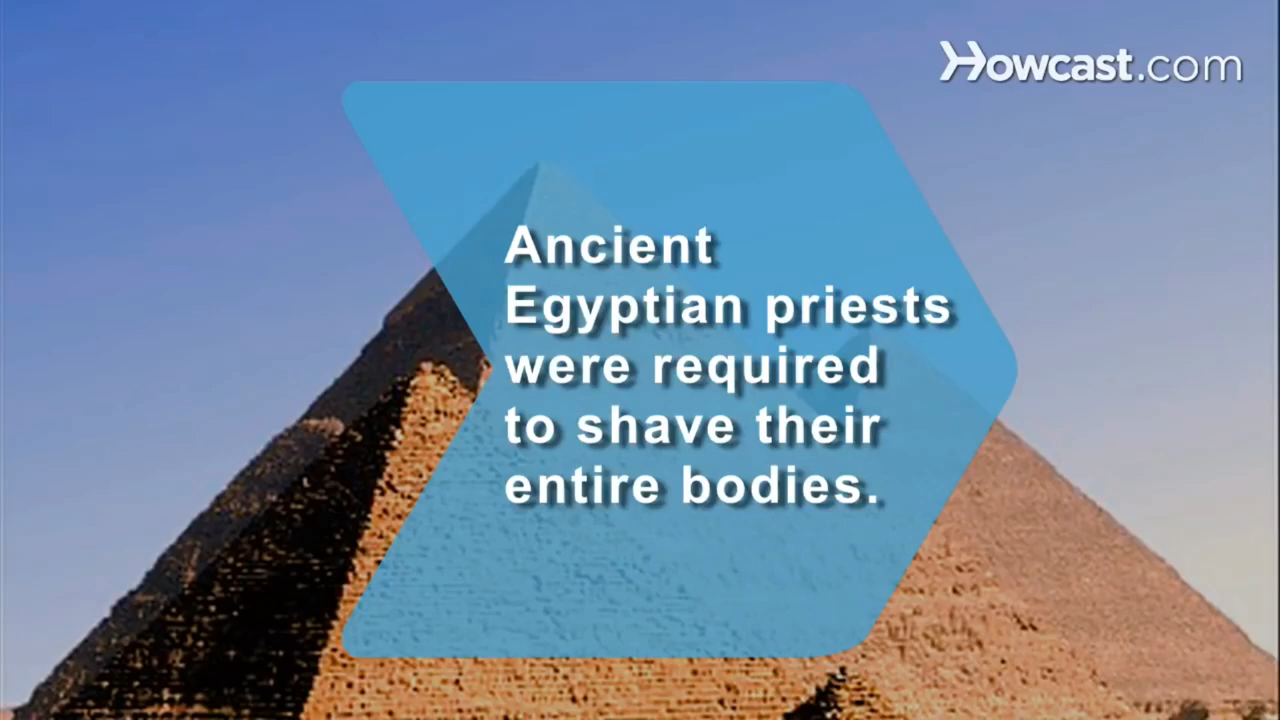 Howcast.com
Ancient
Egyptian priests
were required
to shave their
entire bodies.